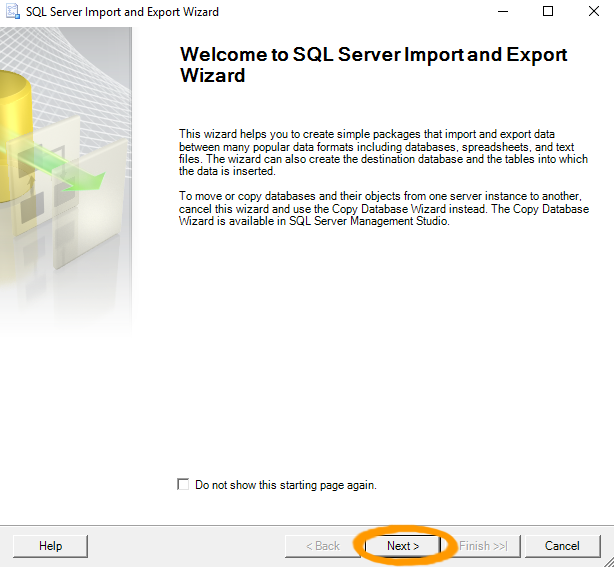 SQL Server Import and Export Wizard
Welcome to SQL Server Import and Export
Wizard
This wizard helps you to create simple packages that import and export data
between many popular data formats including databases, spreadsheets, and text
files. The wizard can also create the destination database and the tables into which
the data is inserted.
To move or copy databases and their objects from one server instance to another,
cancel this wizard and use the Copy Database Wizard instead. The Copy Database
Wizard is available in SQL Server Management Studio.
Do not show this starting page again.
Help
< Back
Next >
Finish >>|
Cancel